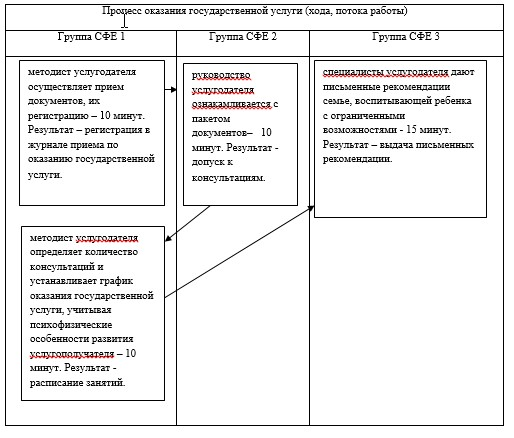 Процесс оказания государственной услуги (хода, потока работы)
Группа СФЕ 1
Группа СФЕ 2
Группа СФЕ 3
методист услугодателя
осуществляет прием
документов, их
регистрацию – 10 минут.
Результат – регистрация в
журнале приема по
оказанию государственной
услуги.
руководство
услугодателя
ознакамливается с
пакетом
документов– 10
минут. Результат -
допуск к
консультациям.
специалисты услугодателя дают
письменные рекомендации
семье, воспитывающей ребенка
с ограниченными
возможностями - 15 минут.
Результат – выдача письменных
рекомендации.
методист услугодателя
определяет количество
консультаций и
устанавливает график
оказания государственной
услуги, учитывая
психофизические
особенности развития
услугополучателя – 10
минут. Результат -
расписание занятий.